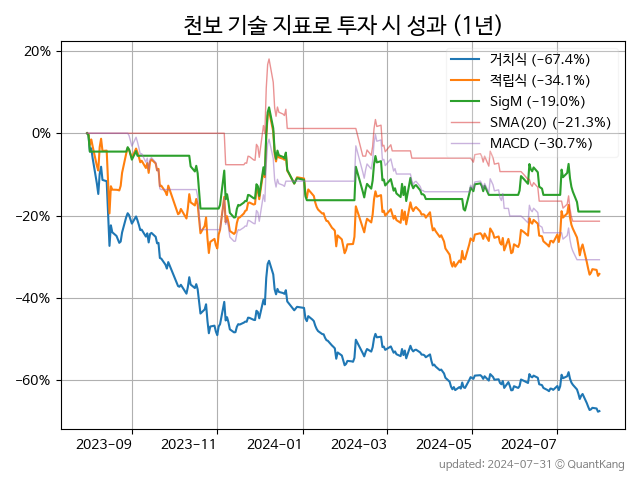 천보 기술 지표로 투자 시 성과 (1년)
20%
0%
−20%
−40%
−60%
거치식 (−67.4%)
적립식 (−34.1%)
SigM (−19.0%)
SMA(20) (−21.3%)
MACD (−30.7%)
2023-09 2023-11 2024-01 2024-03 2024-05 2024-07
updated: 2024-07-31 © QuantKang